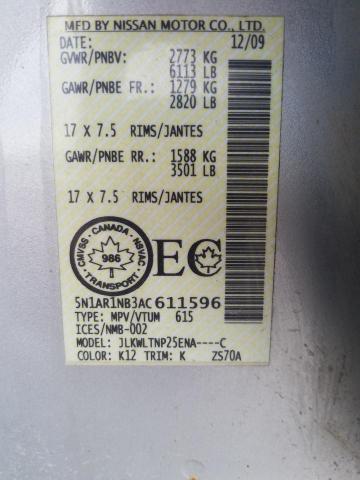 MFD BY NISSAN MOTOR CO., LTD.
DATE: 12/09
GVWR/PNBV: 2773 KG
6113 LB
GAWR/PNBE FR.: 1279 KG
2820 LB
17 X 7.5 RIMS/JANTES
GAWR/PNBE RR.: 1588 KG
3501 LB
17 X 7.5 RIMS/JANTES
CMVSS - CANADA - NSVAC
986
TRANSPORT
EC
5N1AR1NB3AC611596
TYPE: MPV/VTUM 615
ICES/NMB-002
MODEL: JLKWLTNP25ENA----C
COLOR: K12 TRIM: K ZS70A